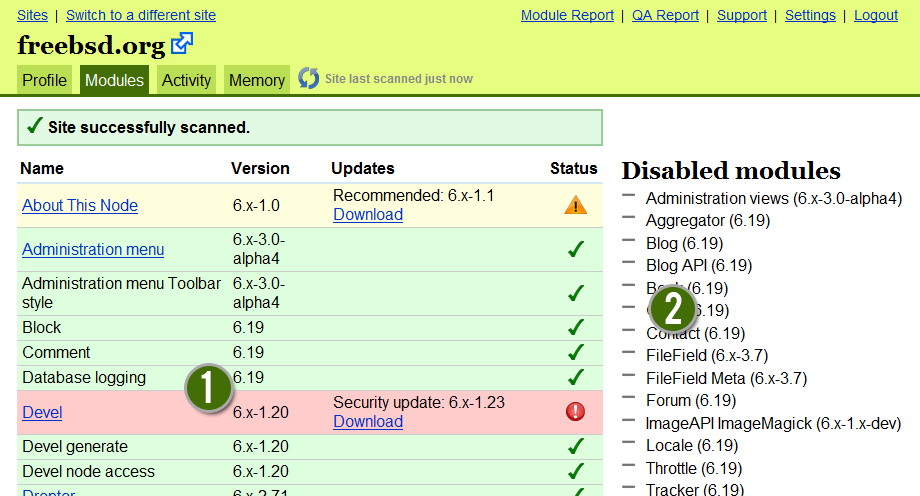 Sites | Switch to a different site
Module Report | QA Report | Support | Settings | Logout
freebsd.org
Profile Modules Activity Memory Site last scanned just now
Site successfully scanned.
Name Version Updates Status
About This Node 6.x-1.0 Recommended: 6.x-1.1
Download
Administration menu 6.x-3.0-
alpha4
Administration menu Toolbar 6.x-3.0-
style alpha4
Block 6.19
Comment 6.19
Database logging 6.19
1
Devel 6.x-1.20 Security update: 6.x-1.23
Download
Devel generate 6.x-1.20
Devel node access 6.x-1.20
6.x-2.71
Disabled modules
Administration views (6.x-3.0-alpha4)
Aggregator (6.19)
Blog (6.19)
Blog API (6.19)
(6.19)
2
6.19)
Contact (6.19)
FileField (6.x-3.7)
FileField Meta (6.x-3.7)
Forum (6.19)
ImageAPI ImageMagick (6.x-1.x-dev)
Locale (6.19)
Throttle (6.19)
Tracker (6.19)